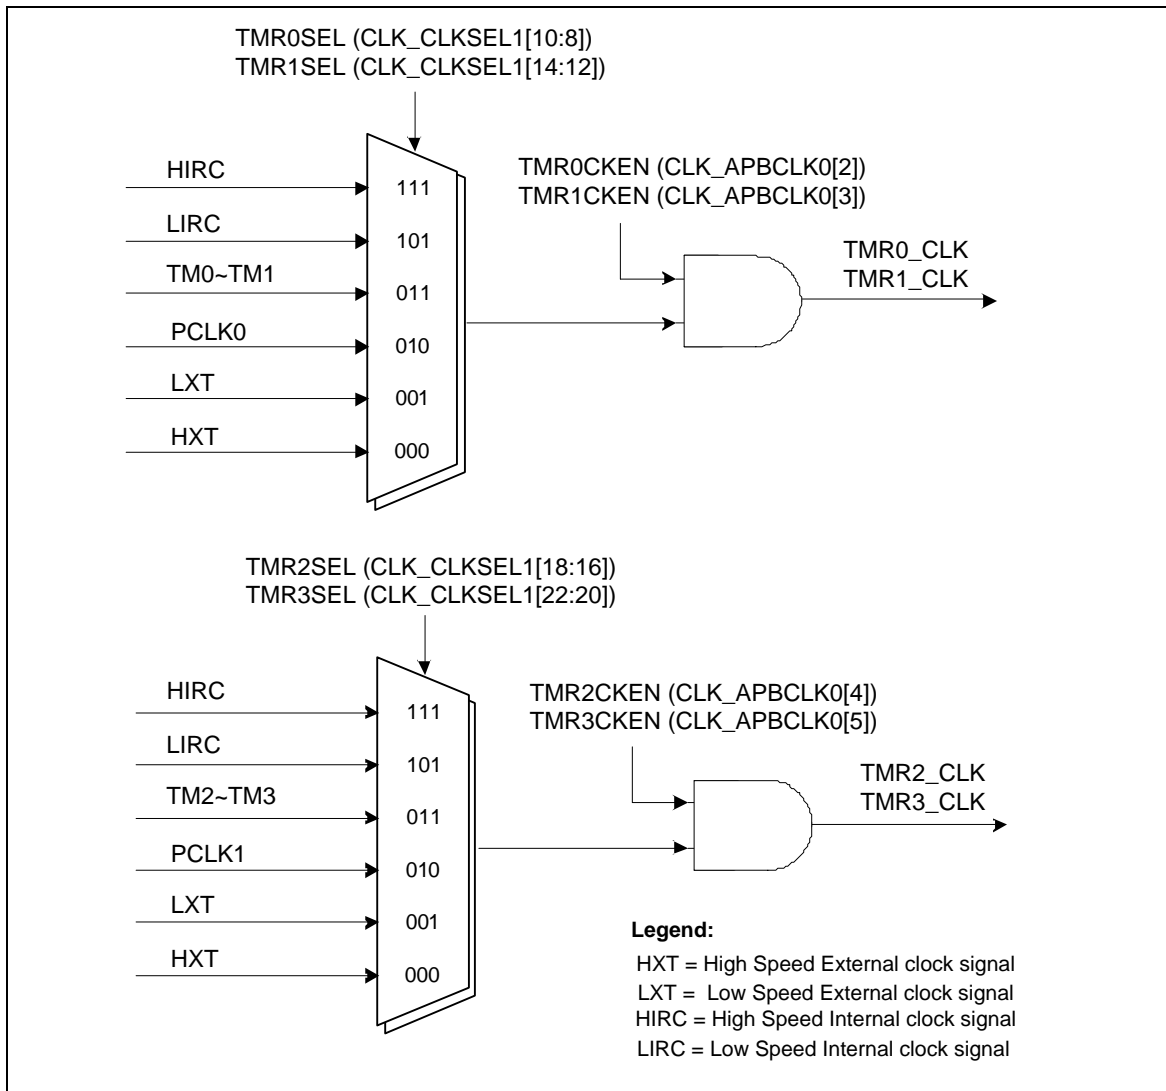 TMR0SEL (CLK_CLKSEL1[10:8])
TMR1SEL (CLK_CLKSEL1[14:12])
HIRC
LIRC
TM0~TM1
PCLK0
LXT
HXT
111
101
011
010
001
000
TMR0CKEN (CLK_APBCLK0[2])
TMR1CKEN (CLK_APBCLK0[3])
TMR0_CLK
TMR1_CLK
TMR2SEL (CLK_CLKSEL1[18:16])
TMR3SEL (CLK_CLKSEL1[22:20])
HIRC
LIRC
TM2~TM3
PCLK1
LXT
HXT
111
101
011
010
001
000
TMR2CKEN (CLK_APBCLK0[4])
TMR3CKEN (CLK_APBCLK0[5])
TMR2_CLK
TMR3_CLK
Legend:
HXT = High Speed External clock signal
LXT = Low Speed External clock signal
HIRC = High Speed Internal clock signal
LIRC = Low Speed Internal clock signal